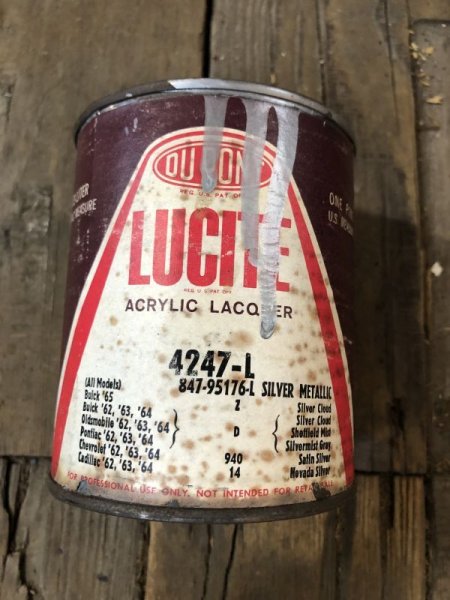 DU PONT
REG. U.S. PAT. OFF.
LUCITE
REG. U.S. PAT. OFF.
ACRYLIC LACQUER
MEASURE
ONE
U.S. MEASURE
4247-L
847-95176-L SILVER METALLIC
(All Models)
Buick '65 Z Silver Cloud
Buick '62, '63, '64 Silver Cloud
Oldsmobile '62, '63, '64 D Sheffield Mist
Pontiac '62, '63, '64 Silvermist Gray
Chevrolet '62, '63, '64 940 Satin Silver
Cadillac '62, '63, '64 14 Nevada Silver
FOR PROFESSIONAL USE ONLY. NOT INTENDED FOR